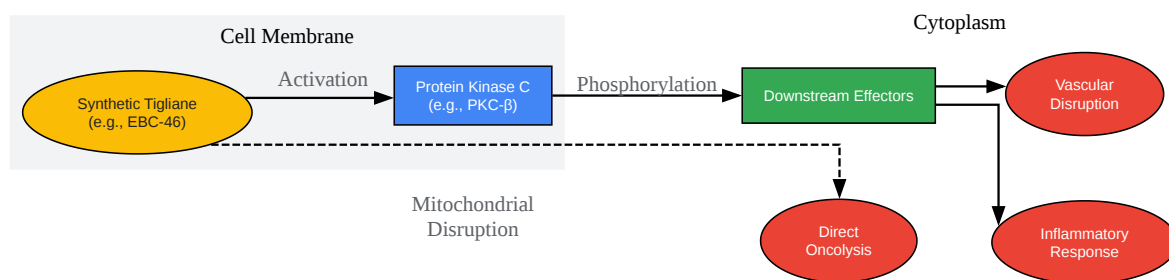 Cell Membrane
Cytoplasm
Activation
Synthetic Tigliane
(e.g., EBC-46)
Protein Kinase C
(e.g., PKC-β)
Phosphorylation
Downstream Effectors
Vascular
Disruption
Mitochondrial
Disruption
Direct
Oncolysis
Inflammatory
Response